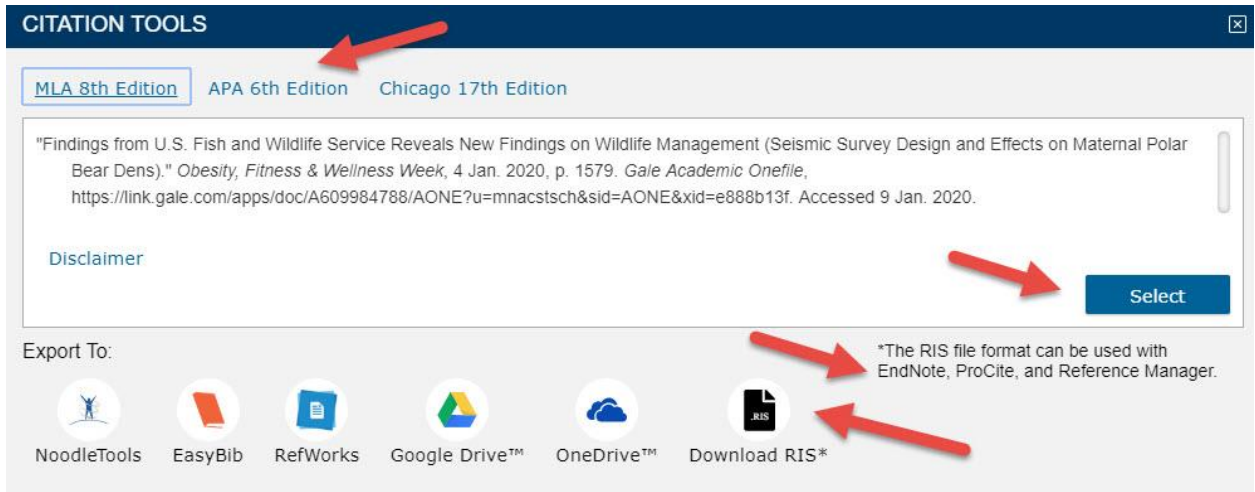 CITATION TOOLS
MLA 8th Edition APA 6th Edition Chicago 17th Edition
"Findings from U.S. Fish and Wildlife Service Reveals New Findings on Wildlife Management (Seismic Survey Design and Effects on Maternal Polar
Bear Dens)." Obesity, Fitness & Wellness Week, 4 Jan. 2020, p. 1579. Gale Academic Onefile,
https://link.gale.com/apps/doc/A609984788/AONE?u=mnacstsch&sid=AONE&xid=e888b13f. Accessed 9 Jan. 2020.
Disclaimer
Select
Export To:
*The RIS file format can be used with
EndNote, ProCite, and Reference Manager.
.RIS
NoodleTools EasyBib RefWorks Google Drive™ OneDrive™ Download RIS*